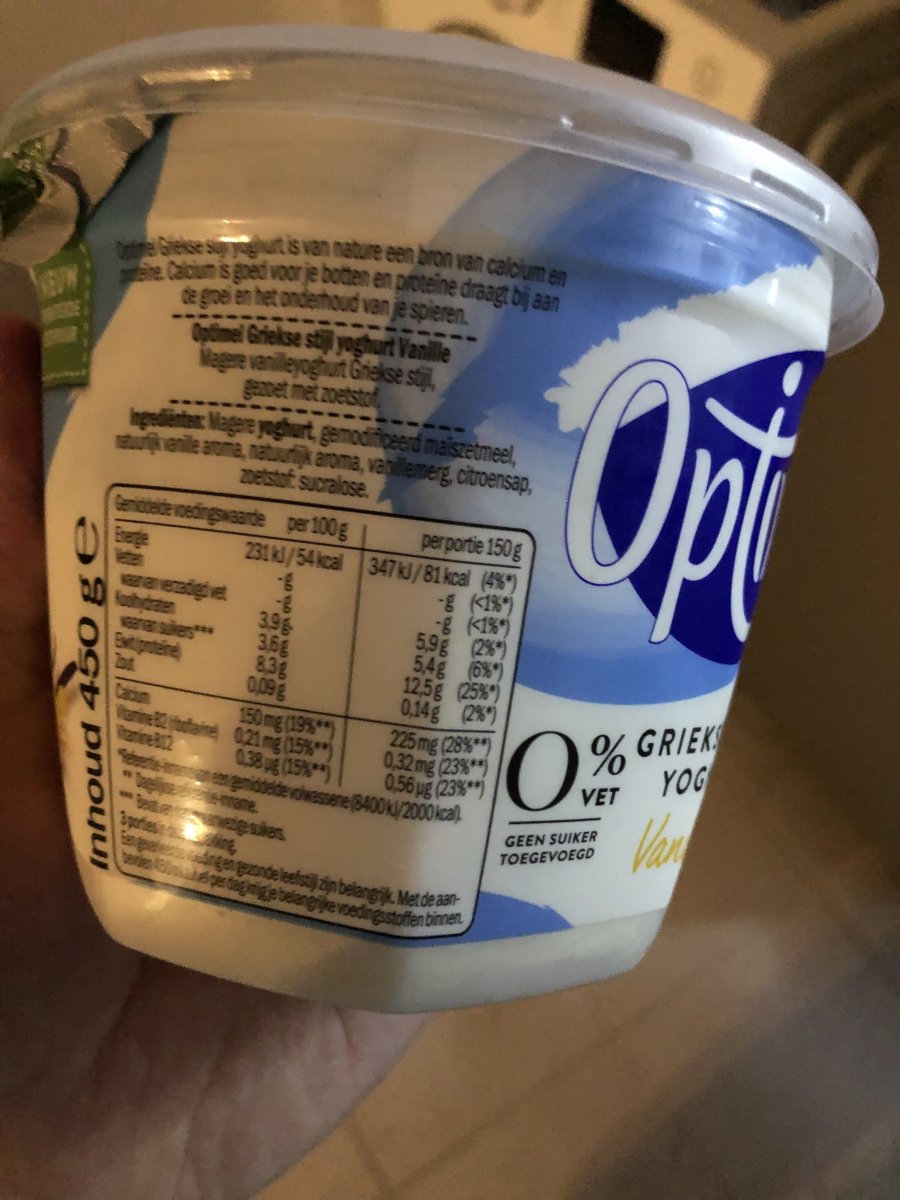 Optimel Griekse stijl yoghurt is van nature een bron van calcium en
proteïne. Calcium is goed voor je botten en proteïne draagt bij aan
de groei en het onderhoud van je spieren.
Optimel Griekse stijl yoghurt Vanille
Magere vanilleyoghurt Griekse stijl,
gezoet met zoetstof.
Ingrediënten: Magere yoghurt, gemodificeerd maïszetmeel,
natuurlijk vanille aroma, natuurlijk aroma, vanillemerg, citroensap,
zoetstof: sucralose.
Gemiddelde voedingswaarde per 100 g per portie 150 g
Energie 231 kJ / 54 kcal 347 kJ / 81 kcal (4%*)
Vetten -g -g (<1%*)
waarvan verzadigd vet -g -g (<1%*)
Koolhydraten 3,9 g 5,9 g (2%*)
waarvan suikers*** 3,6 g 5,4 g (6%*)
Eiwit (proteïne) 8,3 g 12,5 g (25%*)
Zout 0,09 g 0,14 g (2%*)
Calcium 150 mg (19%**) 225 mg (28%**)
Vitamine B2 (riboflavine) 0,21 mg (15%**) 0,32 mg (23%**)
Vitamine B12 0,38 µg (15%**) 0,56 µg (23%**)
*Referentie-inname van een gemiddelde volwassene (8400 kJ/2000 kcal).
** Dagelijkse
***
suikers.
3 porties in
Een gevarieerde voeding en gezonde leefstijl zijn belangrijk. Met de aan-
bevolen per dag krijg je belangrijke voedingsstoffen binnen.
Inhoud 450 g e
Opti
0% VET
GRIEKS
YOG
GEEN SUIKER
TOEGEVOEGD
Vani